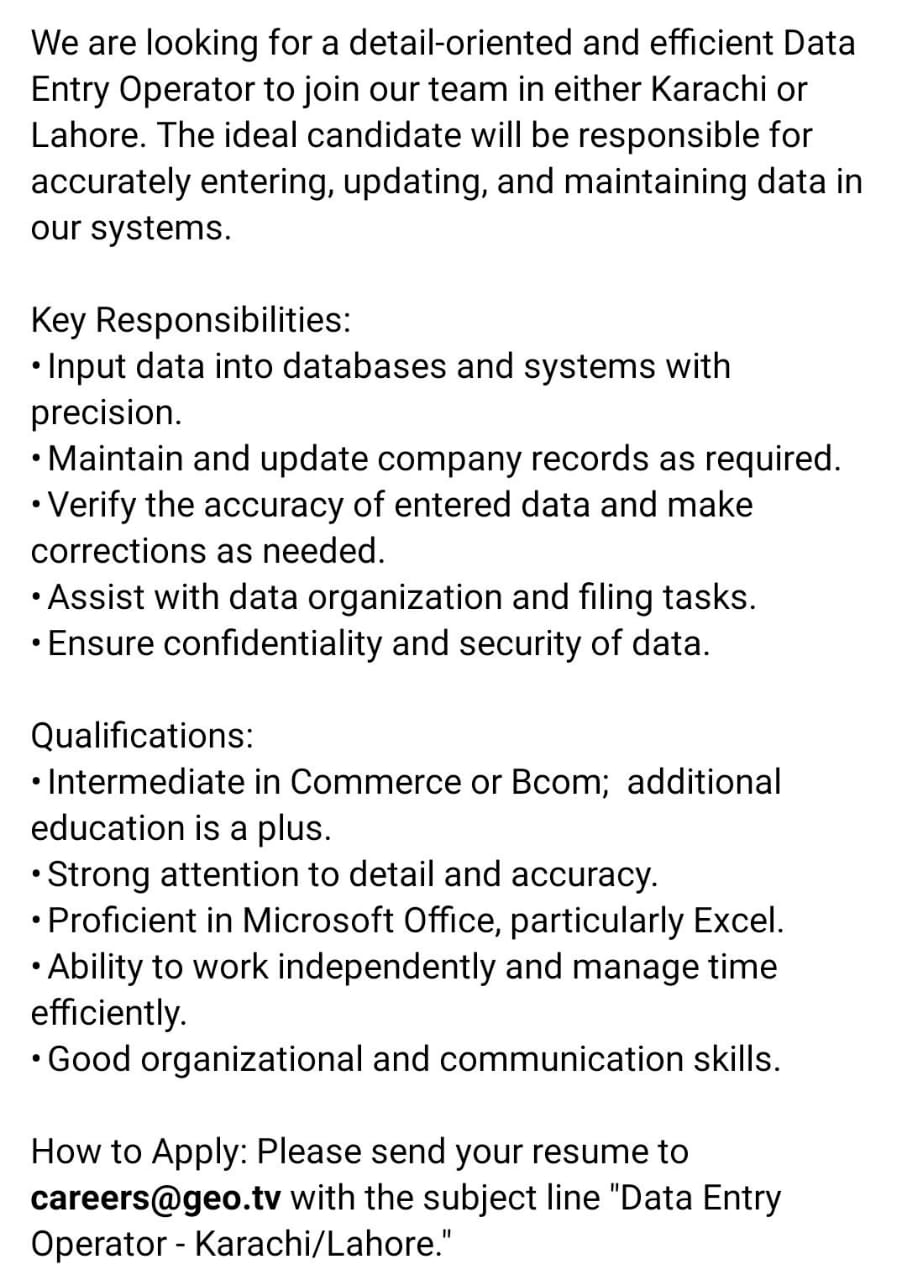 We are looking for a detail-oriented and efficient Data
Entry Operator to join our team in either Karachi or
Lahore. The ideal candidate will be responsible for
accurately entering, updating, and maintaining data in
our systems.
Key Responsibilities:
• Input data into databases and systems with
precision.
• Maintain and update company records as required.
• Verify the accuracy of entered data and make
corrections as needed.
• Assist with data organization and filing tasks.
• Ensure confidentiality and security of data.
Qualifications:
• Intermediate in Commerce or Bcom;  additional
education is a plus.
• Strong attention to detail and accuracy.
• Proficient in Microsoft Office, particularly Excel.
• Ability to work independently and manage time
efficiently.
• Good organizational and communication skills.
How to Apply: Please send your resume to
careers@geo.tv with the subject line "Data Entry
Operator - Karachi/Lahore."